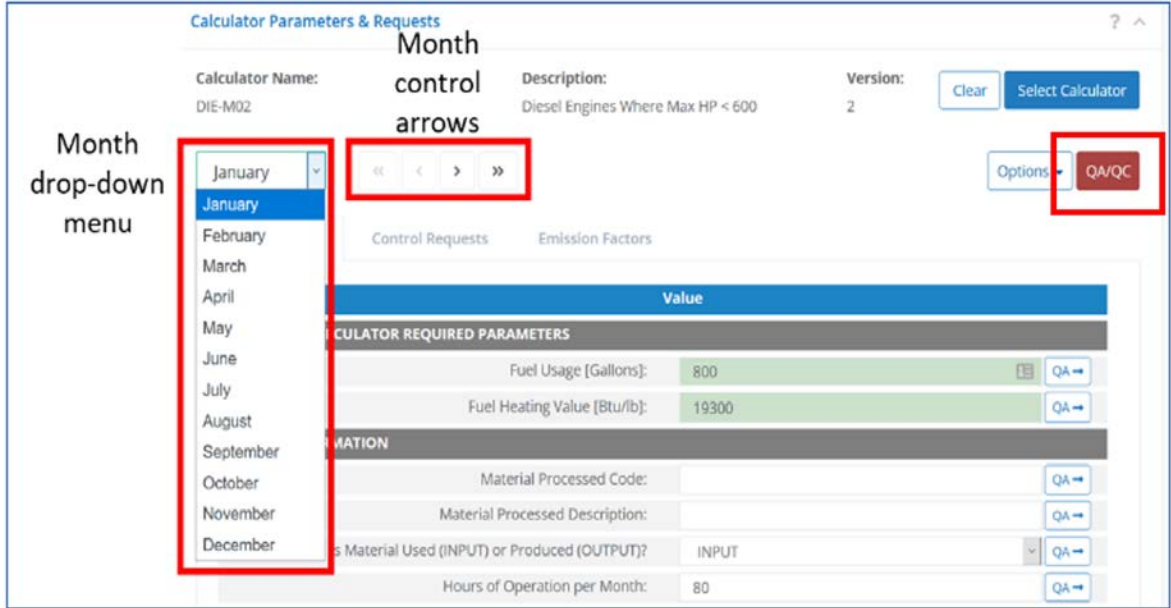 Calculator Parameters & Requests
?
Month
control
arrows
Calculator Name:
Description:
Version:
DIE-M02
Diesel Engines Where Max HP < 600
2
Clear
Select Calculator
Month
drop-down
menu
January
« < > »
Options
QA/QC
January
February
March
April
May
June
July
August
September
October
November
December
Control Requests
Emission Factors
Value
CULATOR REQUIRED PARAMETERS
Fuel Usage [Gallons]:
800
QA→
Fuel Heating Value [Btu/lb]:
19300
QA→
MATION
Material Processed Code:
QA→
Material Processed Description:
QA→
s Material Used (INPUT) or Produced (OUTPUT)?
INPUT
QA→
Hours of Operation per Month:
80
QA→